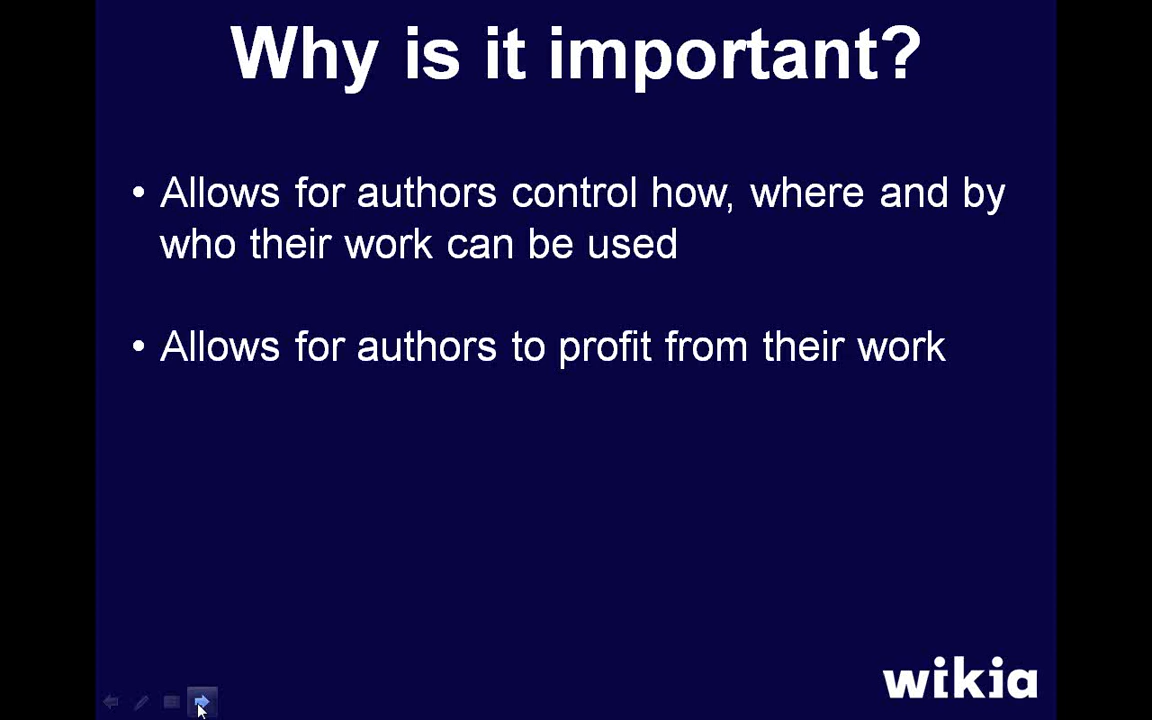 Why is it important?
• Allows for authors control how, where and by
who their work can be used
• Allows for authors to profit from their work
wikia